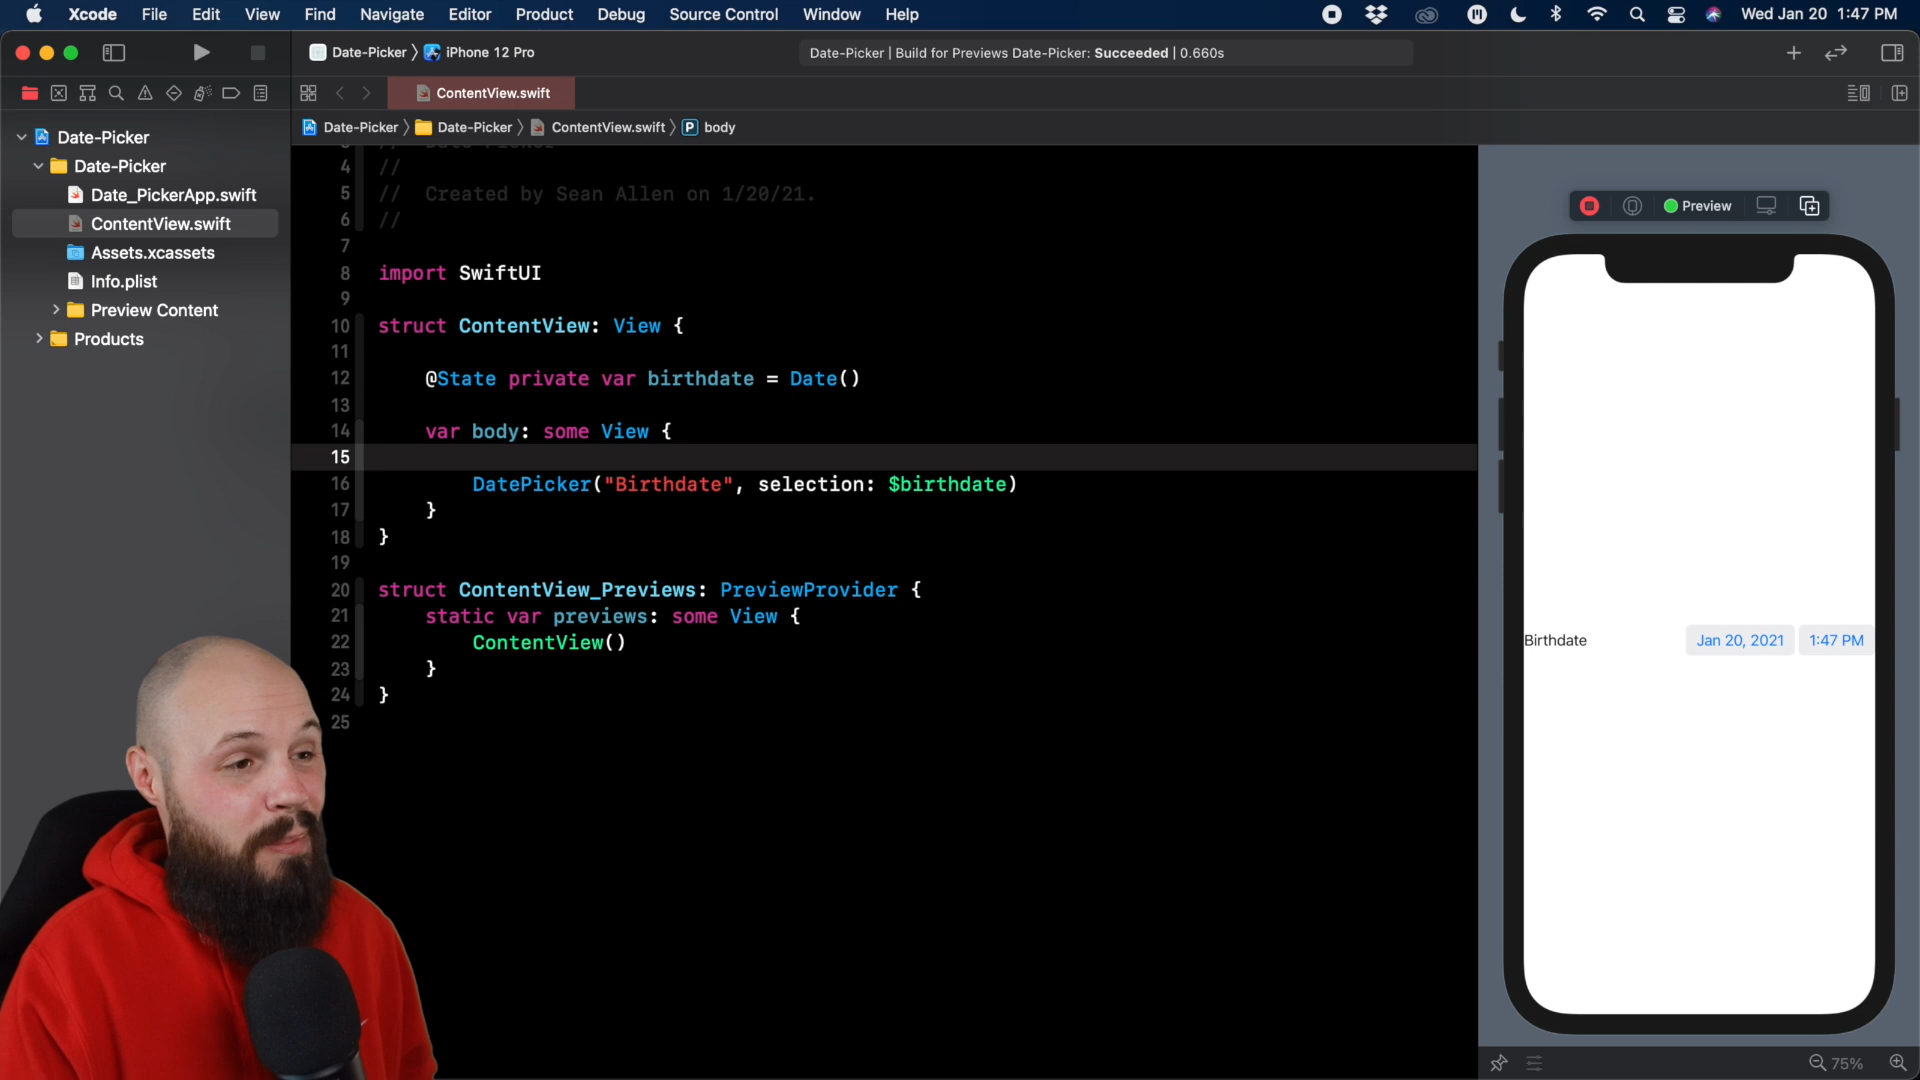 Xcode File Edit View Find Navigate Editor Product Debug Source Control Window Help Wed Jan 20 1:47 PM
Date-Picker iPhone 12 Pro Date-Picker | Build for Previews Date-Picker: Succeeded | 0.660s
ContentView.swift
Date-Picker Date-Picker ContentView.swift P body
Date-Picker
Date-Picker
Date_PickerApp.swift
ContentView.swift
Assets.xcassets
Info.plist
Preview Content
Products
4 //
5 // Created by Sean Allen on 1/20/21.
6 //
7
8 import SwiftUI
9
10 struct ContentView: View {
11
12 @State private var birthdate = Date()
13
14 var body: some View {
15
16 DatePicker("Birthdate", selection: $birthdate)
17 }
18 }
19
20 struct ContentView_Previews: PreviewProvider {
21 static var previews: some View {
22 ContentView()
23 }
24 }
25
Preview
Birthdate Jan 20, 2021 1:47 PM
75%